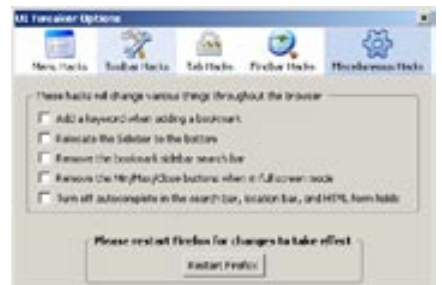 UI Tweaker Options
Menu Hacks Toolbar Hacks Tab Hacks Findbar Hacks Miscellaneous Hacks
These hacks will change various things throughout the browser
Add a keyword when adding a bookmark
Relocate the Sidebar to the bottom
Remove the bookmark sidebar search bar
Remove the Min/Max/Close buttons when in full screen mode
Turn off autocomplete in the search bar, location bar, and HTML form fields
Please restart Firefox for changes to take effect
Restart Firefox